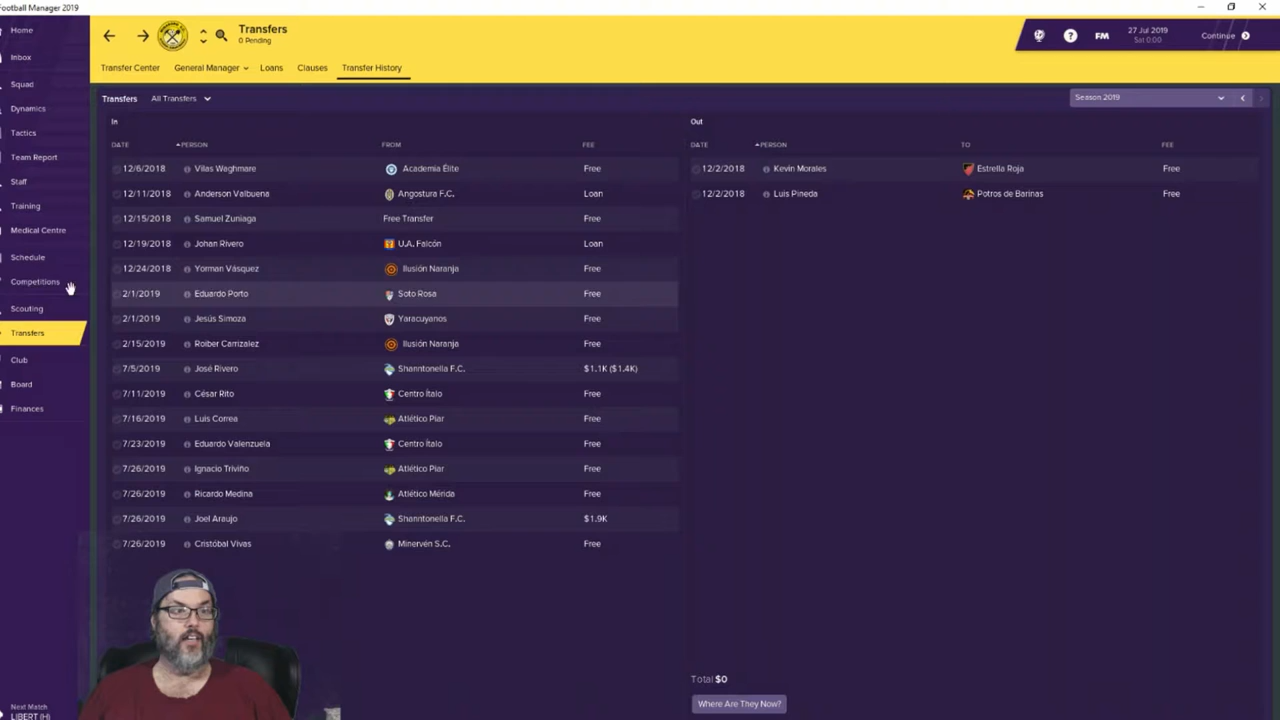 Football Manager 2019
Home
Inbox
Squad
Dynamics
Tactics
Team Report
Staff
Training
Medical Centre
Schedule
Competitions
Scouting
Transfers
Club
Board
Finances
Next Match
LIBERT (H)
Transfers
0 Pending
27 Jul 2019
Sat 0:00
FM
Continue
Transfer Center General Manager Loans Clauses Transfer History
Transfers All Transfers
Season 2019
In
DATE PERSON FROM FEE
12/6/2018 Vilas Waghmare Academia Élite Free
12/11/2018 Anderson Valbuena Angostura F.C. Loan
12/15/2018 Samuel Zuniaga Free Transfer Free
12/19/2018 Johan Rivero U.A. Falcón Loan
12/24/2018 Yorman Vásquez Ilusión Naranja Free
2/1/2019 Eduardo Porto Soto Rosa Free
2/1/2019 Jesús Simoza Yaracuyanos Free
2/15/2019 Roiber Carrizalez Ilusión Naranja Free
7/5/2019 José Rivero Shanntonella F.C. $1.1K ($1.4K)
7/11/2019 César Rito Centro Ítalo Free
7/16/2019 Luis Correa Atlético Piar Free
7/23/2019 Eduardo Valenzuela Centro Ítalo Free
7/26/2019 Ignacio Triviño Atlético Piar Free
7/26/2019 Ricardo Medina Atlético Mérida Free
7/26/2019 Joel Araujo Shanntonella F.C. $1.9K
7/26/2019 Cristóbal Vivas Minervén S.C. Free
Out
DATE PERSON TO FEE
12/2/2018 Kevin Morales Estrella Roja Free
12/2/2018 Luis Pineda Potros de Barinas Free
Total $0
Where Are They Now?